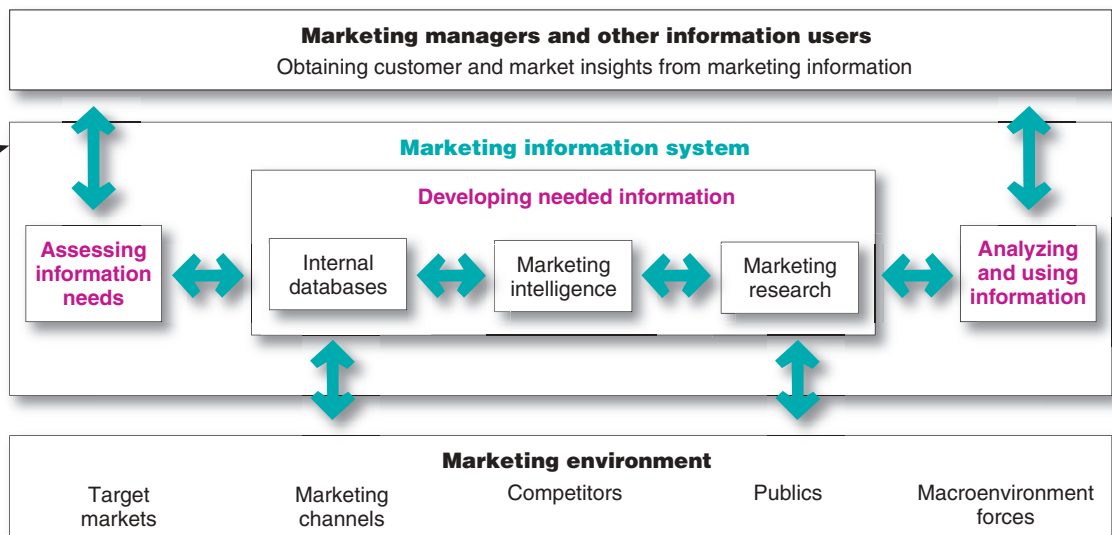 Marketing managers and other information users
Obtaining customer and market insights from marketing information
Marketing information system
Developing needed information
Assessing
information
needs
Internal
databases
Marketing
intelligence
Marketing
research
Analyzing
and using
information
Marketing environment
Target
markets
Marketing
channels
Competitors
Publics
Macroenvironment
forces